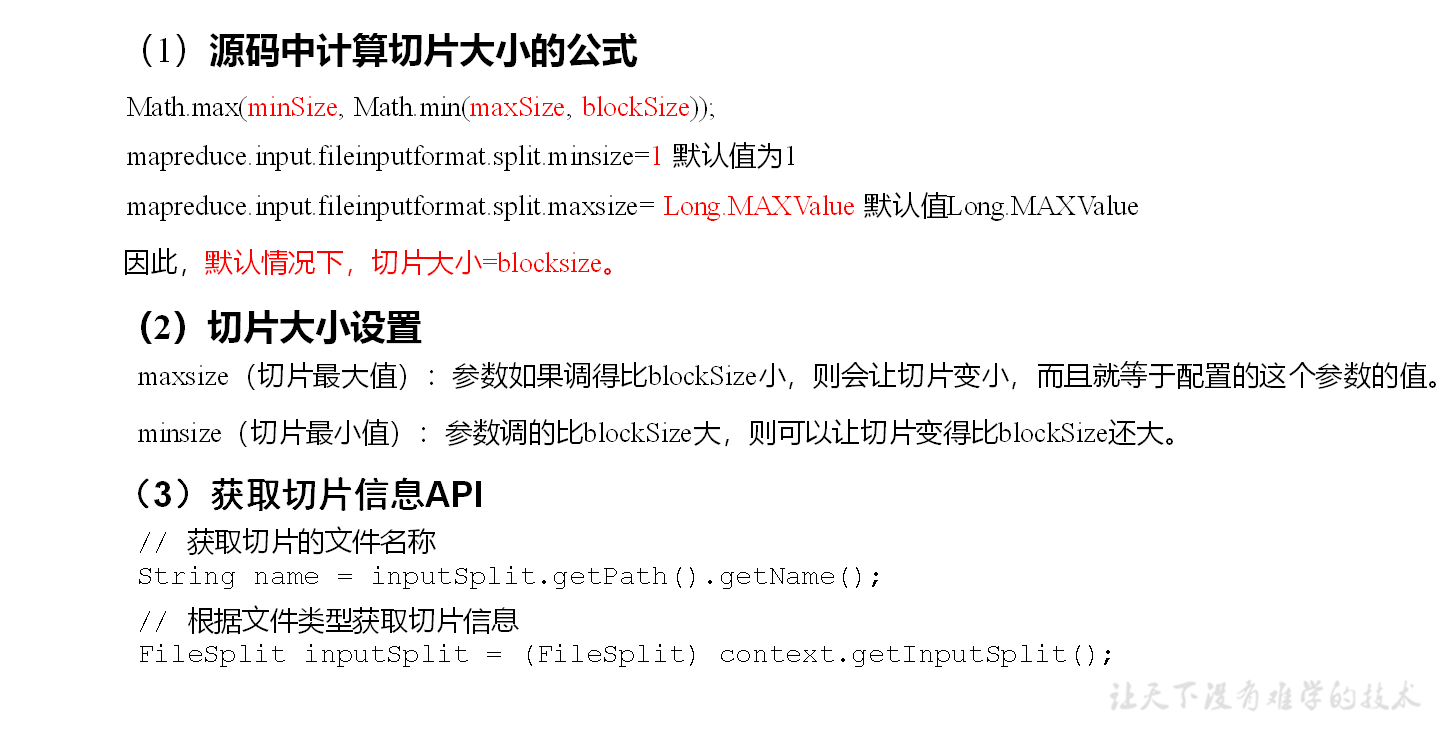 （1）源码中计算切片大小的公式
Math.max(minSize, Math.min(maxSize, blockSize));
mapreduce.input.fileinputformat.split.minsize=1 默认值为1
mapreduce.input.fileinputformat.split.maxsize= Long.MAXValue 默认值Long.MAXValue
因此，默认情况下，切片大小=blocksize。
（2）切片大小设置
maxsize（切片最大值）：参数如果调得比blockSize小，则会让切片变小，而且就等于配置的这个参数的值。
minsize（切片最小值）：参数调的比blockSize大，则可以让切片变得比blockSize还大。
（3）获取切片信息API
// 获取切片的文件名称
String name = inputSplit.getPath().getName();
// 根据文件类型获取切片信息
FileSplit inputSplit = (FileSplit) context.getInputSplit();
让天下没有难学的技术